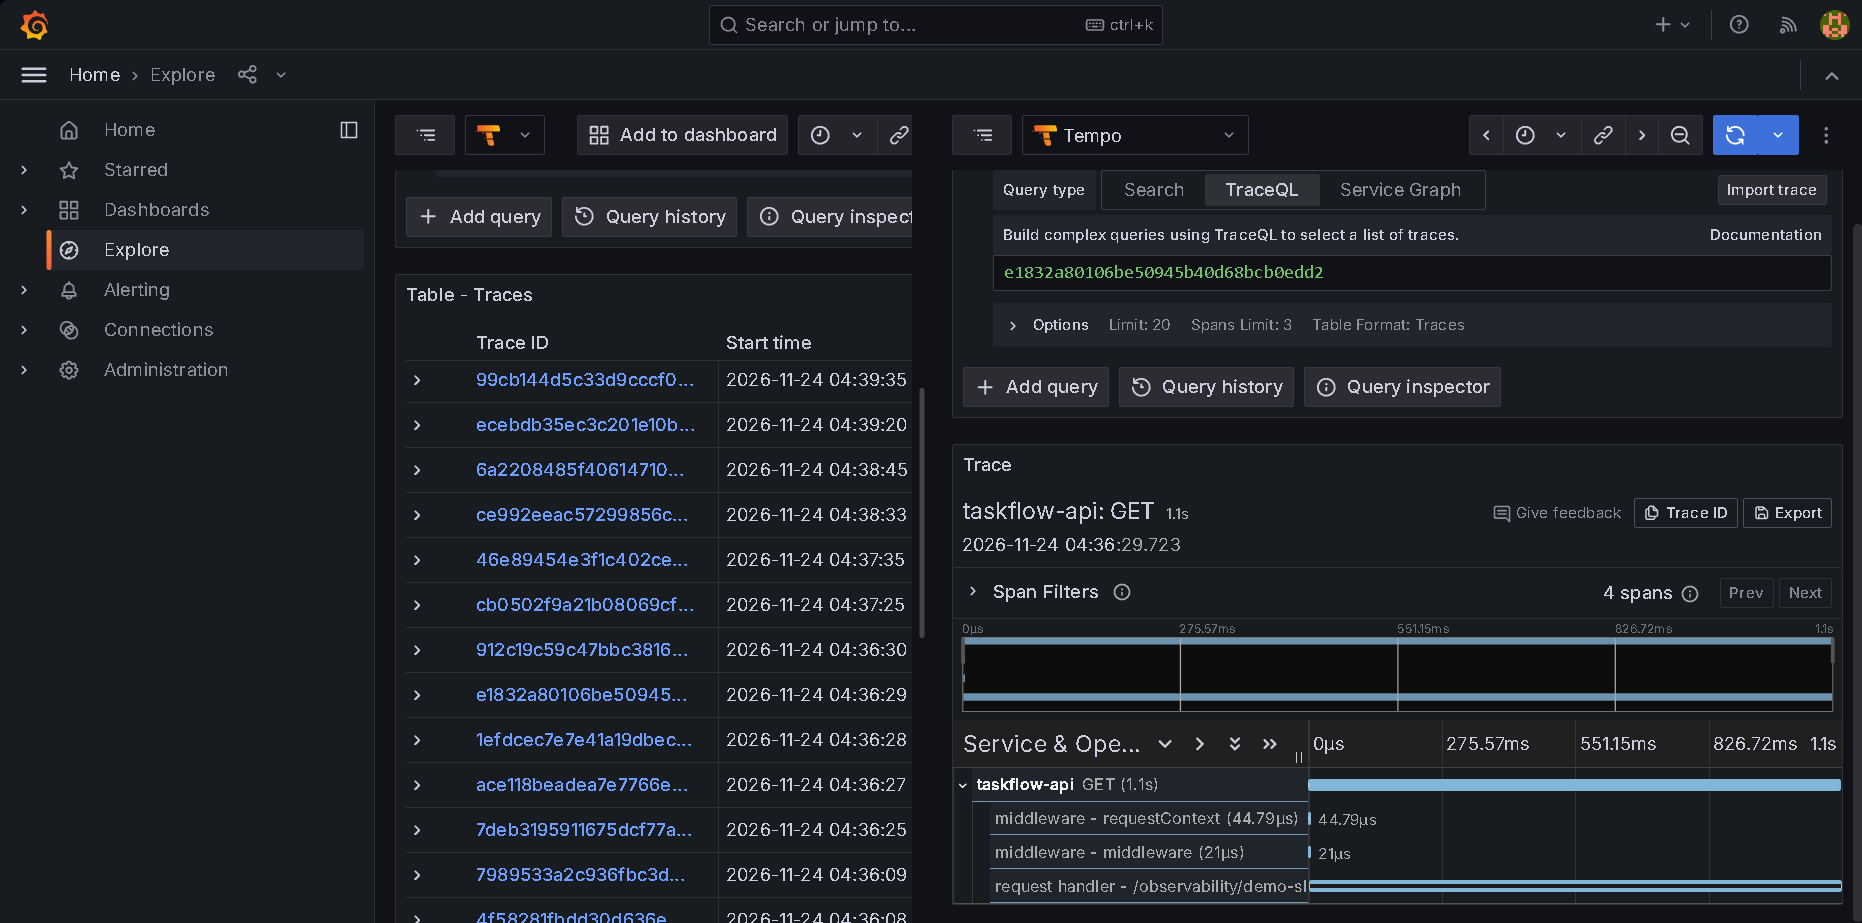 Search or jump to...
ctrl+k
Home
Explore
Home
Starred
Dashboards
Explore
Alerting
Connections
Administration
Add to dashboard
Add query
Query history
Query inspect
Table - Traces
Trace ID Start time
99cb144d5c33d9cccf0... 2026-11-24 04:39:35
ecebdb35ec3c201e10b... 2026-11-24 04:39:20
6a2208485f40614710... 2026-11-24 04:38:45
ce992eeac57299856c... 2026-11-24 04:38:33
46e89454e3f1c402ce... 2026-11-24 04:37:35
cb0502f9a21b08069cf... 2026-11-24 04:37:25
912c19c59c47bbc3816... 2026-11-24 04:36:30
e1832a80106be50945... 2026-11-24 04:36:29
1efdcec7e7e41a19dbec... 2026-11-24 04:36:28
ace118beadea7e7766e... 2026-11-24 04:36:27
7deb3195911675dcf77a... 2026-11-24 04:36:25
7989533a2c936fbc3d... 2026-11-24 04:36:09
4f58281fbdd30d636e 2026-11-24 04:36:08
Tempo
Query type Search TraceQL Service Graph Import trace
Build complex queries using TraceQL to select a list of traces. Documentation
e1832a80106be50945b40d68bcb0edd2
Options Limit: 20 Spans Limit: 3 Table Format: Traces
Add query
Query history
Query inspector
Trace
taskflow-api: GET 1.1s
Give feedback Trace ID Export
2026-11-24 04:36:29.723
Span Filters 4 spans Prev Next
0μs 275.57ms 551.15ms 826.72ms 1.1s
Service & Ope... 0μs 275.57ms 551.15ms 826.72ms 1.1s
taskflow-api GET (1.1s)
middleware - requestContext (44.79μs) 44.79μs
middleware - middleware (21μs) 21μs
request handler - /observability/demo-sl